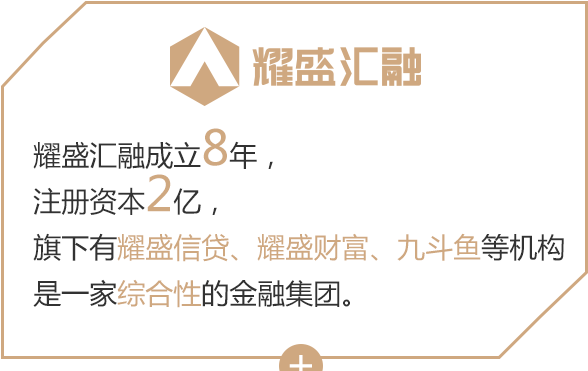 耀盛汇融
耀盛汇融成立8年，
注册资本2亿，
旗下有耀盛信贷、耀盛财富、九斗鱼等机构
是一家综合性的金融集团。
+